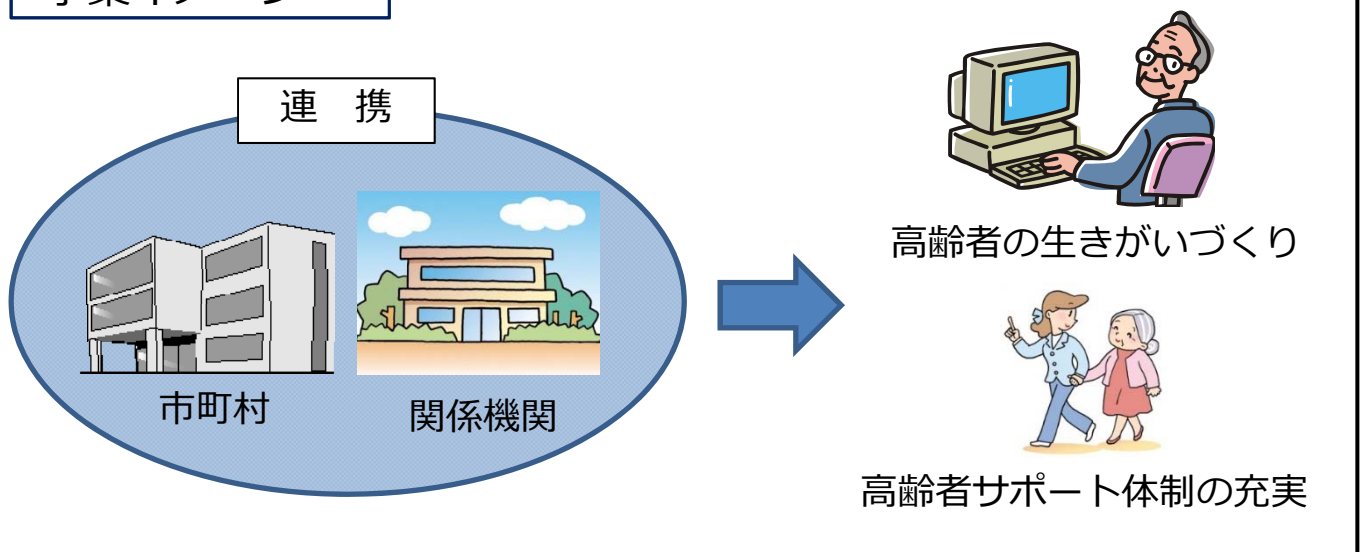 連　携
市町村
関係機関
高齢者の生きがいづくり
高齢者サポート体制の充実